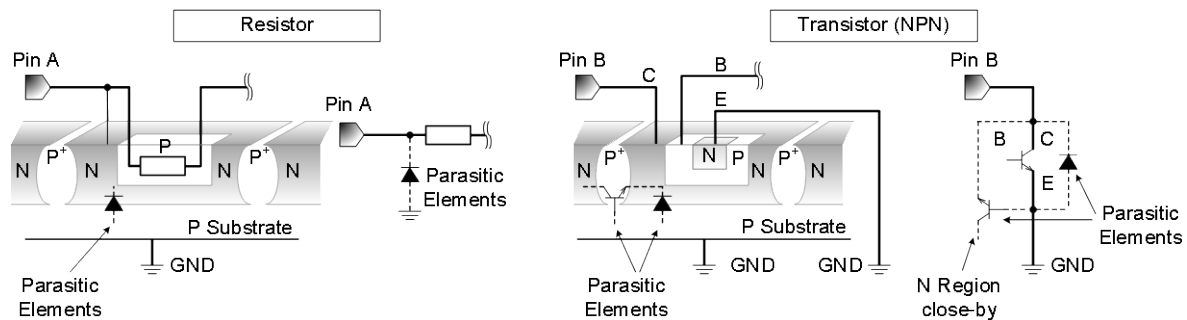 Resistor
Transistor (NPN)
Pin A
Pin A
P
N
P+
N
N
P+
N
Parasitic
Elements
P Substrate
GND
Parasitic
Elements
Pin B
C
B
E
N
P+
N
N
P
P+
N
P Substrate
GND
GND
Parasitic
Elements
Pin B
B
C
E
Parasitic
Elements
GND
N Region
close-by